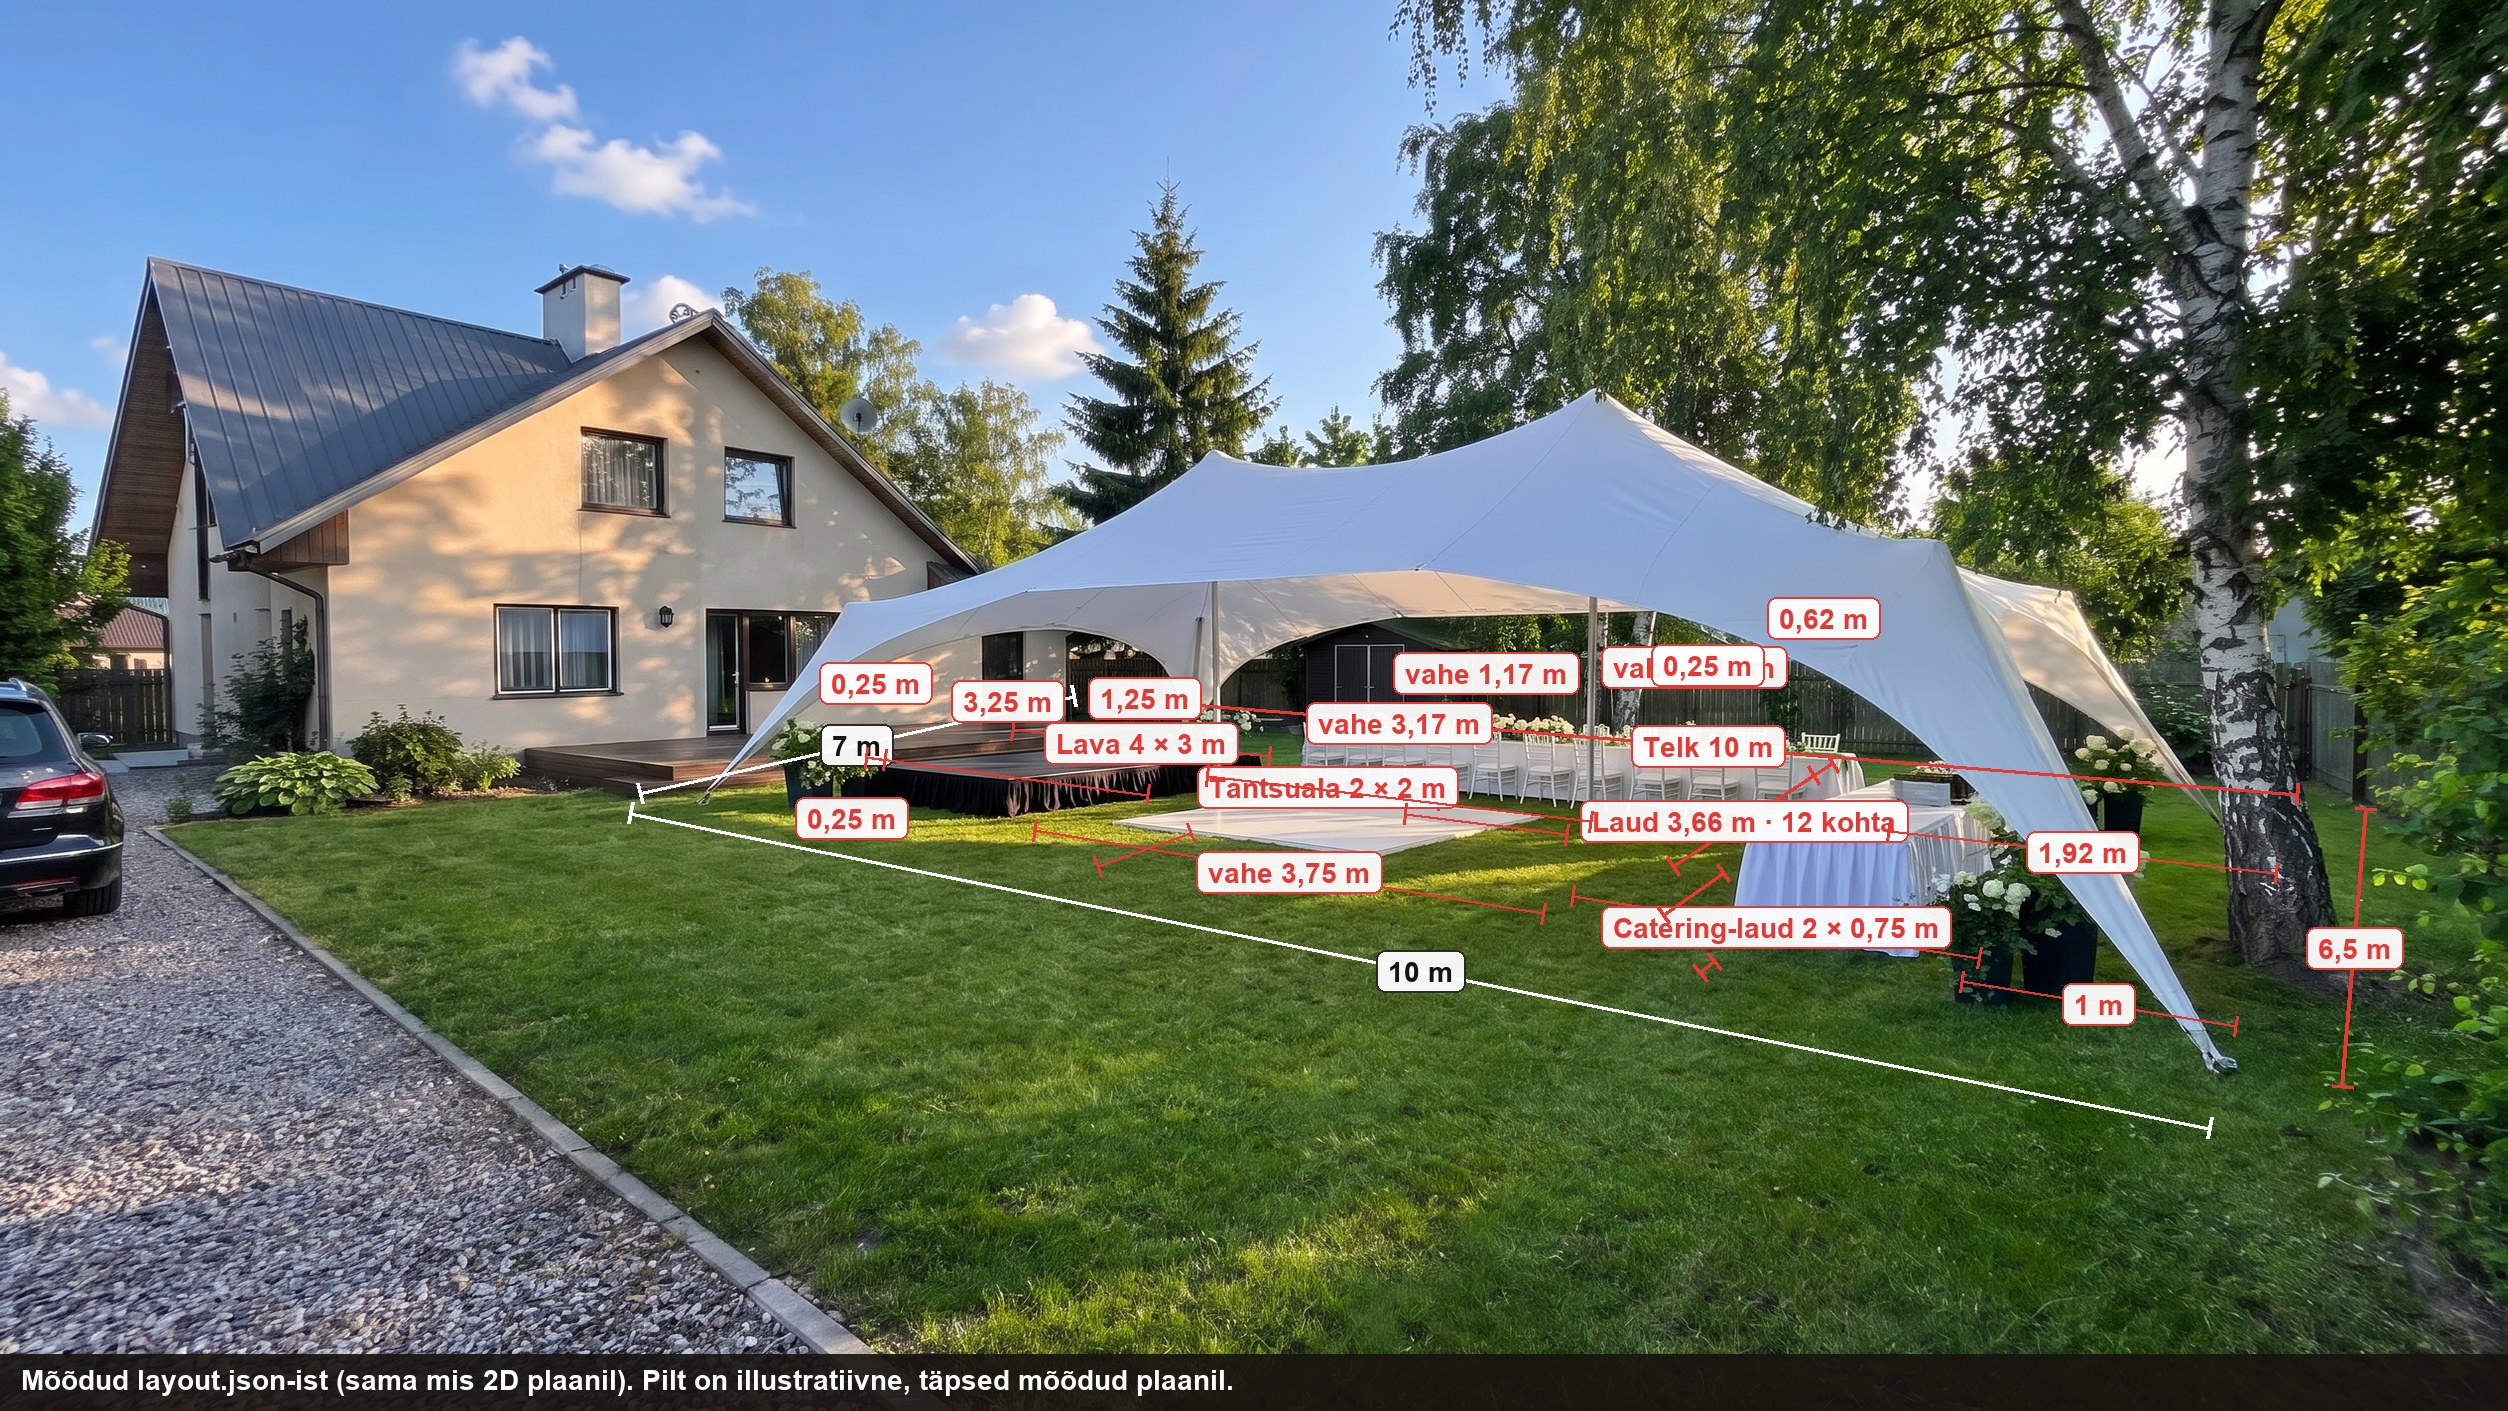 0,62 m
vahe 1,17 m
0,25 m
0,25 m
3,25 m
1,25 m
vahe 3,17 m
7 m
Lava 4 × 3 m
Telk 10 m
Tantsuala 2 × 2 m
0,25 m
Laud 3,66 m · 12 kohta
1,92 m
vahe 3,75 m
Catering-laud 2 × 0,75 m
6,5 m
10 m
1 m
Mõõdud layout.json-ist (sama mis 2D plaanil). Pilt on illustratiivne, täpsed mõõdud plaanil.